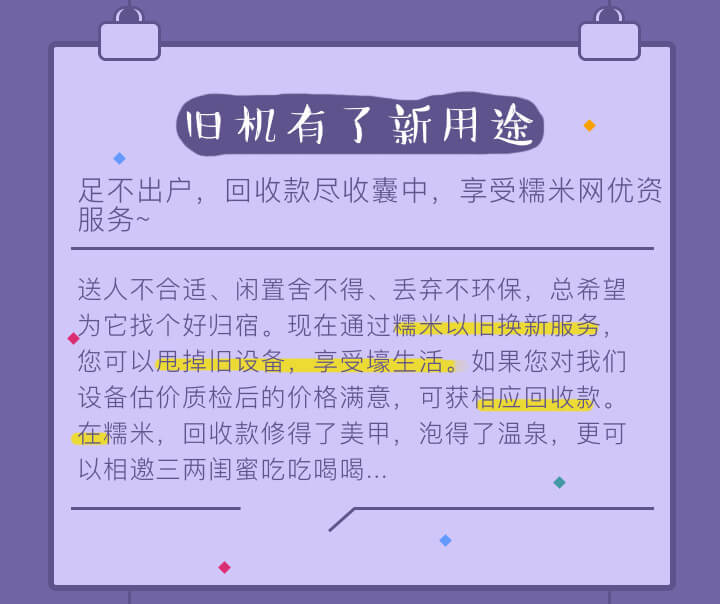 旧机有了新用途
足不出户，回收款尽收囊中，享受糯米网优资
服务~
送人不合适、闲置舍不得、丢弃不环保，总希望
为它找个好归宿。现在通过糯米以旧换新服务，
您可以甩掉旧设备，享受壕生活。如果您对我们
设备估价质检后的价格满意，可获相应回收款。
在糯米，回收款修得了美甲，泡得了温泉，更可
以相邀三两闺蜜吃吃喝喝...